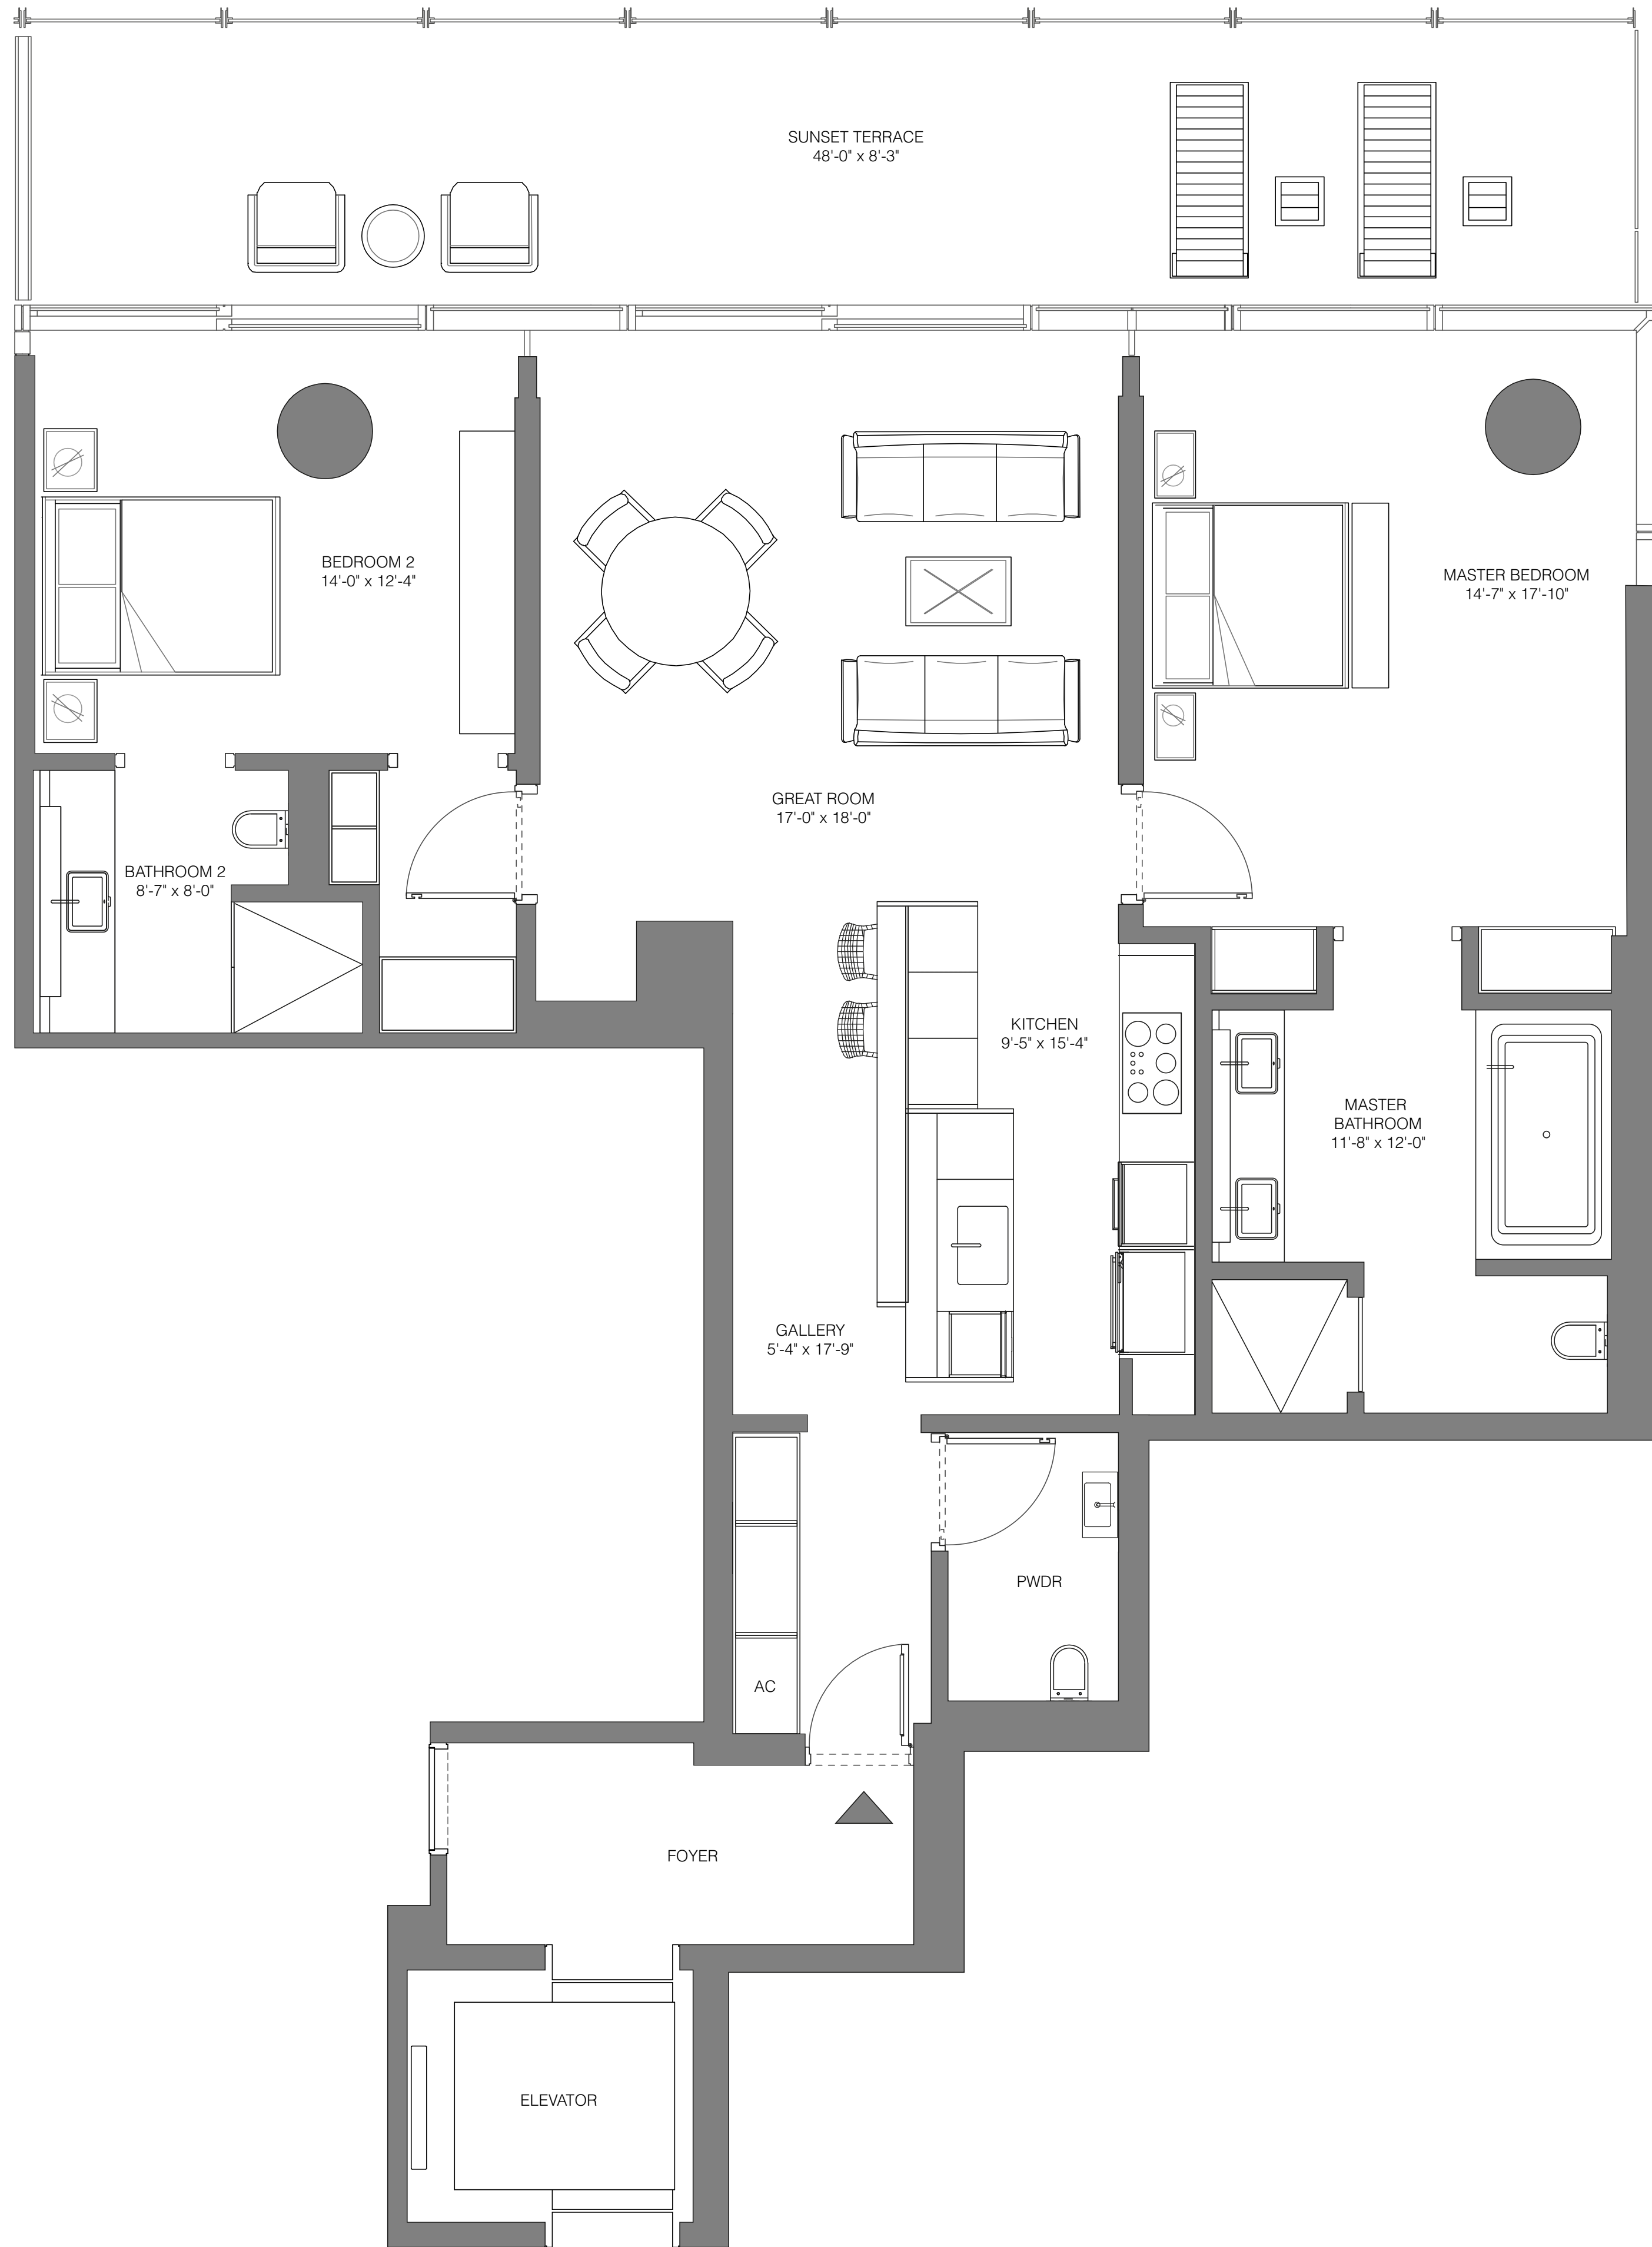 SUNSET TERRACE
48'-0" x 8'-3"
BEDROOM 2
14'-0" x 12'-4"
MASTER BEDROOM
14'-7" x 17'-10"
GREAT ROOM
17'-0" x 18'-0"
BATHROOM 2
8'-7" x 8'-0"
KITCHEN
9'-5" x 15'-4"
MASTER
BATHROOM
11'-8" x 12'-0"
GALLERY
5'-4" x 17'-9"
PWDR
AC
FOYER
ELEVATOR